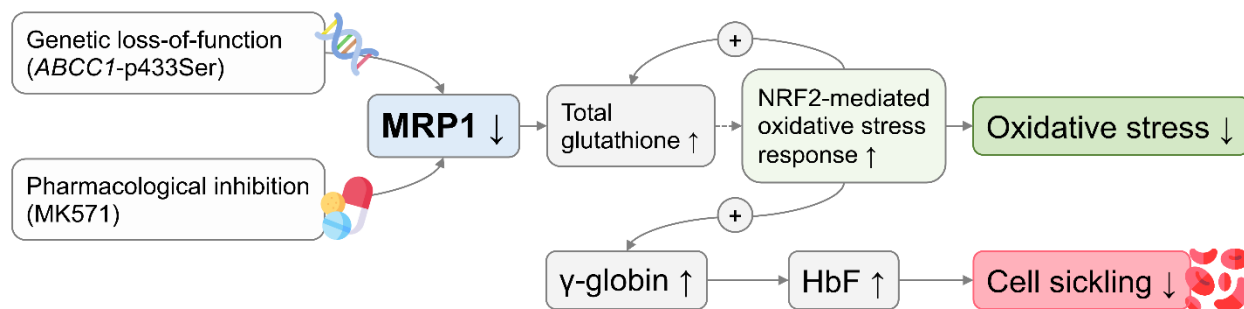 Genetic loss-of-function
(ABCC1-p433Ser)
Pharmacological inhibition
(MK571)
MRP1 ↓
Total
glutathione ↑
+
NRF2-mediated
oxidative stress
response ↑
Oxidative stress ↓
+
γ-globin ↑
HbF ↑
Cell sickling ↓